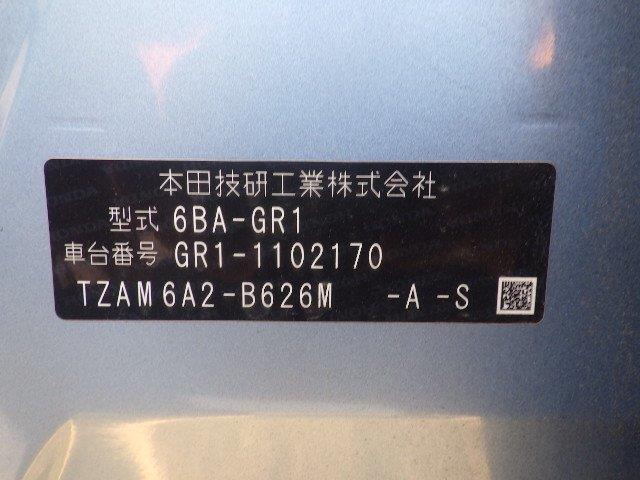 本田技研工業株式会社
型式 6BA-GR1
車台番号 GR1-1102170
TZAM6A2-B626M -A -S